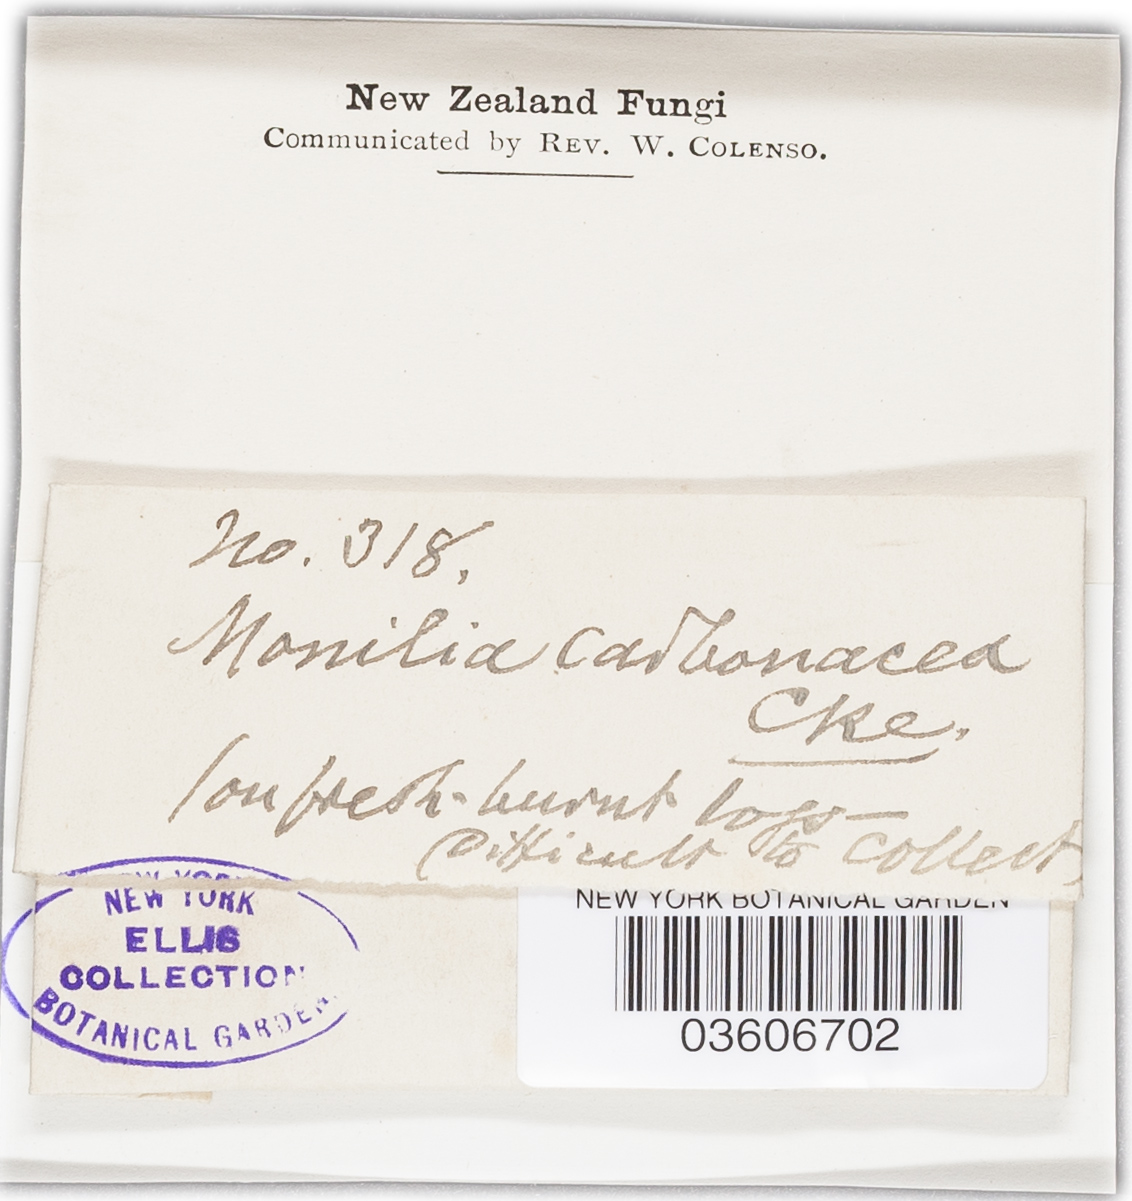 New Zealand Fungi
Communicated by REV. W. COLENSO.
No. 318.
Monilia carbonacea
Cke.
(on fresh-burnt logs—
Difficult to collect)
NEW YORK
ELLIS
COLLECTION
BOTANICAL GARDEN
NEW YORK BOTANICAL GARDEN
03606702